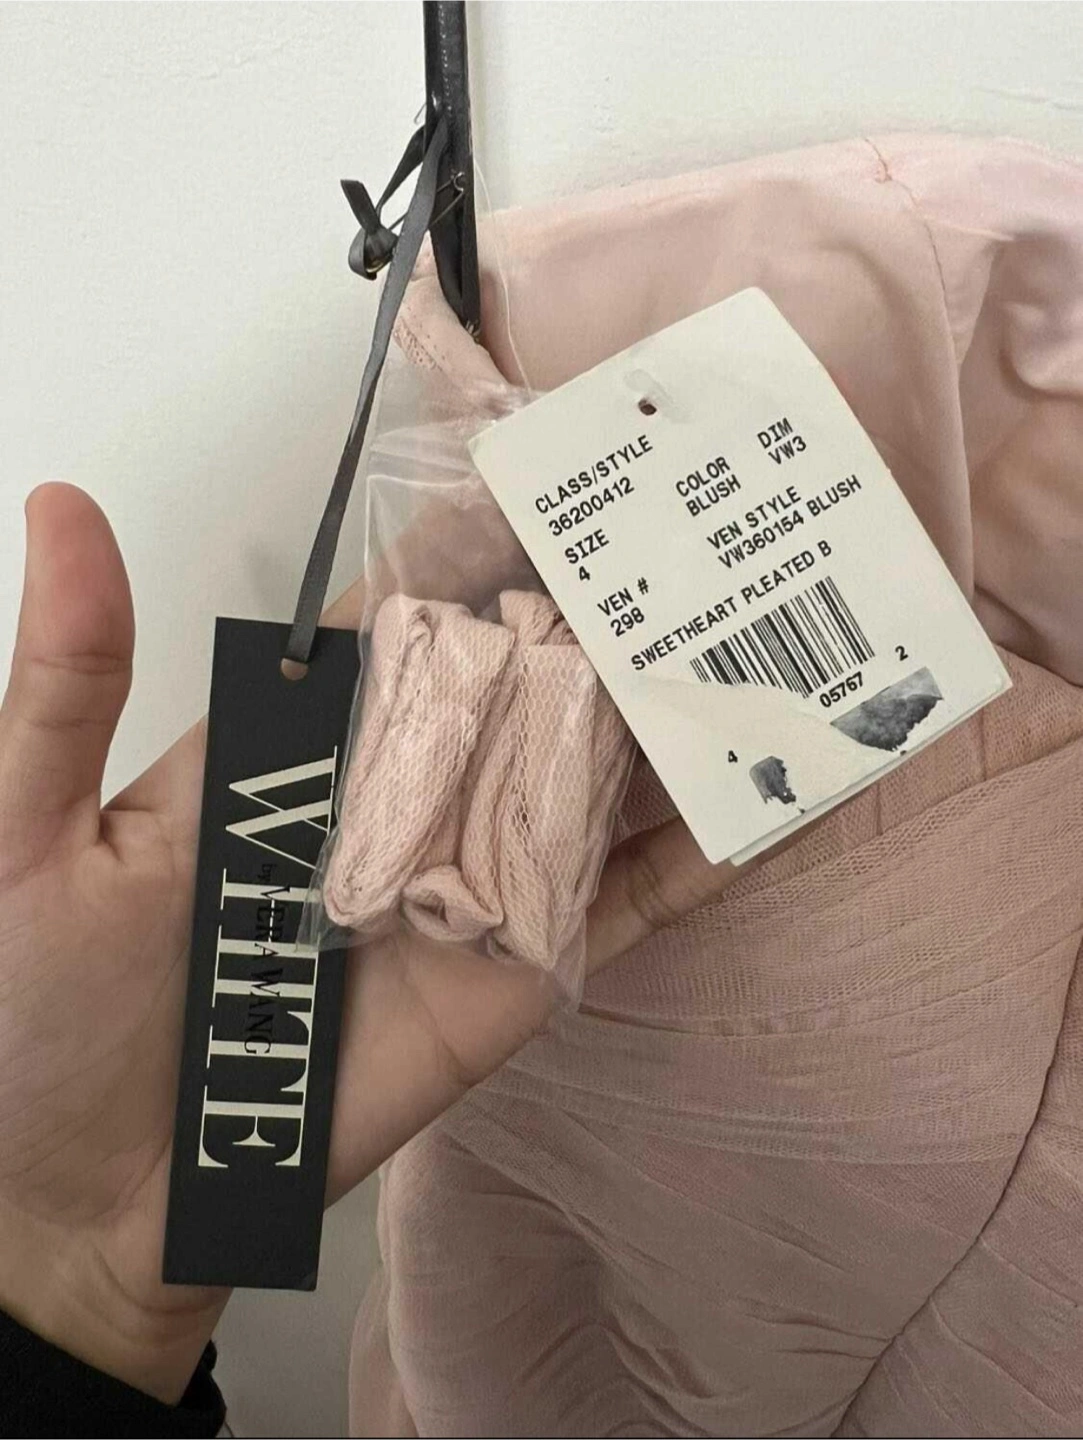 CLASS/STYLE
36200412
COLOR
BLUSH
DIM
VW3
SIZE
4
VEN STYLE
VW360154 BLUSH
VEN #
298
SWEETHEART PLEATED B
05767
2
4
WHITE
by VERA WANG